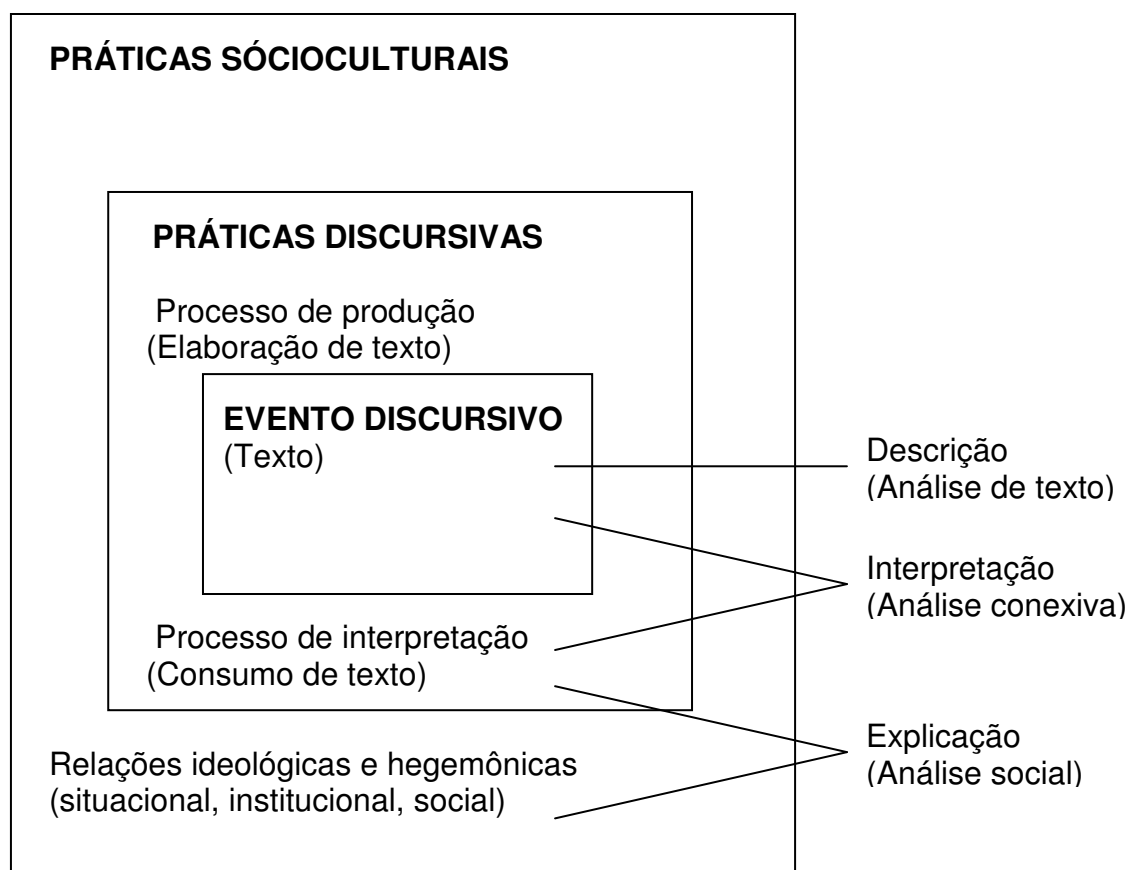 PRÁTICAS SÓCIOCULTURAIS
PRÁTICAS DISCURSIVAS
Processo de produção
(Elaboração de texto)
EVENTO DISCURSIVO
(Texto)
Descrição
(Análise de texto)
Interpretação
(Análise conexiva)
Processo de interpretação
(Consumo de texto)
Explicação
(Análise social)
Relações ideológicas e hegemônicas
(situacional, institucional, social)